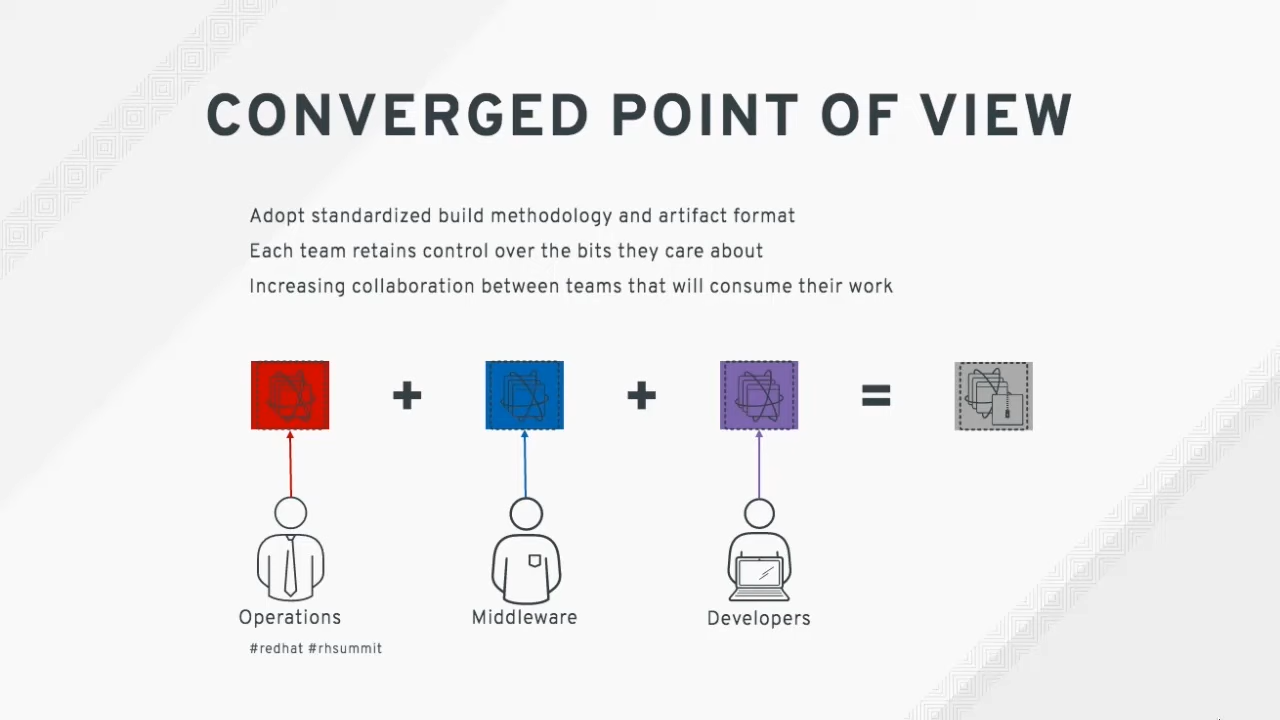 CONVERGED POINT OF VIEW
Adopt standardized build methodology and artifact format
Each team retains control over the bits they care about
Increasing collaboration between teams that will consume their work
+ + =
Operations Middleware Developers
#redhat #rhsummit